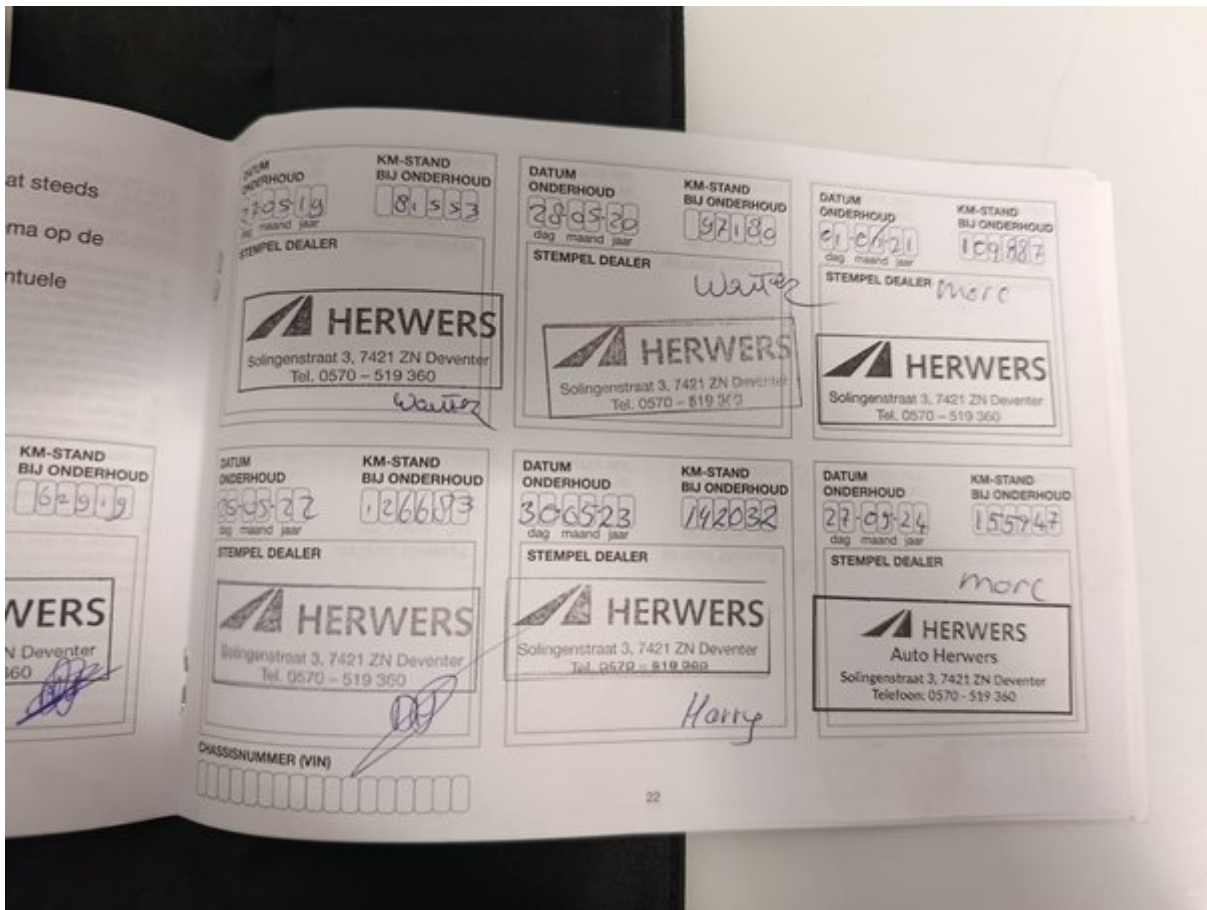 at steeds
ma op de
ntuele
KM-STAND
BIJ ONDERHOUD
62919
WERS
N Deventer
360
DATUM
ONDERHOUD
KM-STAND
BIJ ONDERHOUD
27-05-19
81553
dag maand jaar
STEMPEL DEALER
HERWERS
Solingenstraat 3, 7421 ZN Deventer
Tel. 0570 – 519 360
Walter
DATUM
ONDERHOUD
KM-STAND
BIJ ONDERHOUD
28-05-20
97180
dag maand jaar
STEMPEL DEALER
Walter
HERWERS
Solingenstraat 3, 7421 ZN Deventer
Tel. 0570 – 519 360
DATUM
ONDERHOUD
KM-STAND
BIJ ONDERHOUD
109887
dag maand jaar
STEMPEL DEALER
Marc
HERWERS
Solingenstraat 3, 7421 ZN Deventer
Tel. 0570 – 519 360
DATUM
ONDERHOUD
KM-STAND
BIJ ONDERHOUD
dag maand jaar
STEMPEL DEALER
HERWERS
Solingenstraat 3, 7421 ZN Deventer
Tel. 0570 – 519 360
DATUM
ONDERHOUD
KM-STAND
BIJ ONDERHOUD
30-05-23
142032
dag maand jaar
STEMPEL DEALER
HERWERS
Solingenstraat 3, 7421 ZN Deventer
Tel. 0570 – 519 360
Harry
DATUM
ONDERHOUD
KM-STAND
BIJ ONDERHOUD
27-05-24
155947
dag maand jaar
STEMPEL DEALER
Marc
HERWERS
Auto Herwers
Solingenstraat 3, 7421 ZN Deventer
Telefoon: 0570 - 519 360
CHASSISNUMMER (VIN)
22